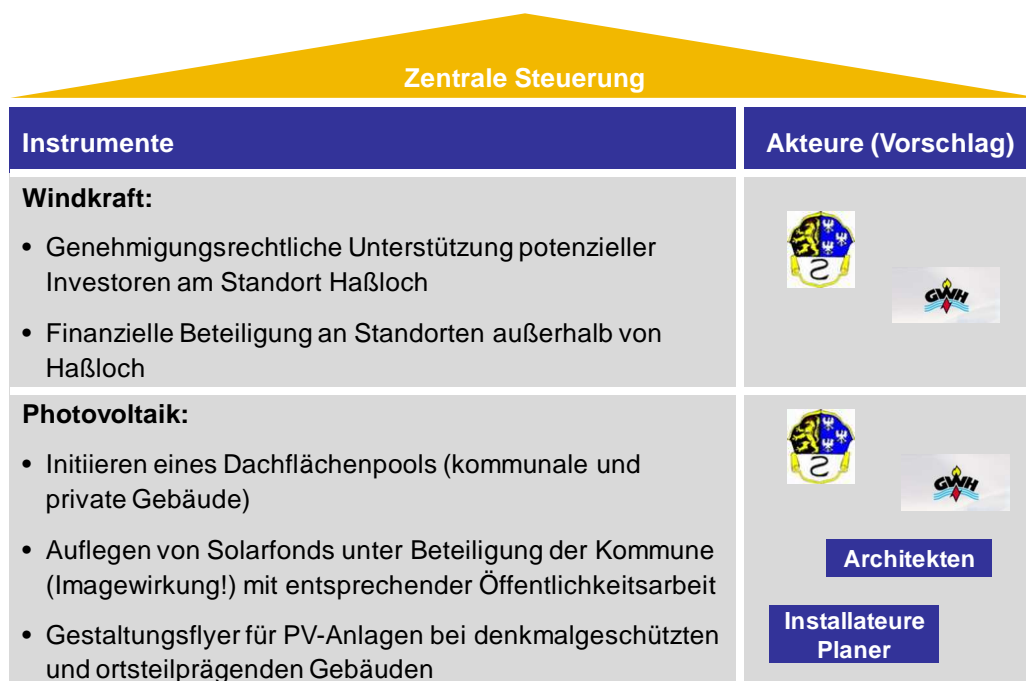 Zentrale Steuerung
Instrumente
Akteure (Vorschlag)
Windkraft:
• Genehmigungsrechtliche Unterstützung potenzieller
Investoren am Standort Haßloch
• Finanzielle Beteiligung an Standorten außerhalb von
Haßloch
GWH
Photovoltaik:
• Initiieren eines Dachflächenpools (kommunale und
private Gebäude)
• Auflegen von Solarfonds unter Beteiligung der Kommune
(Imagewirkung!) mit entsprechender Öffentlichkeitsarbeit
• Gestaltungsflyer für PV-Anlagen bei denkmalgeschützten
und ortsteilprägenden Gebäuden
GWH
Architekten
Installateure
Planer